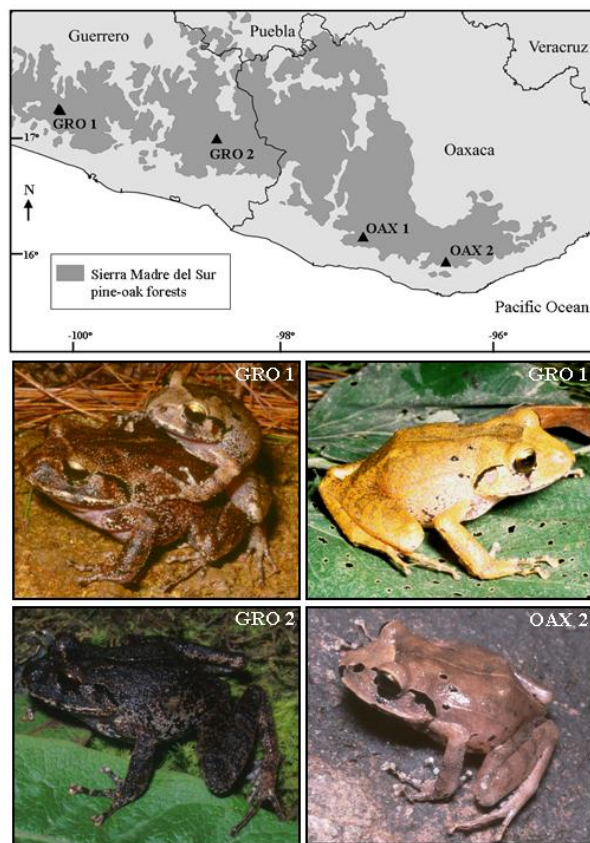 Guerrero
Puebla
Veracruz
GRO 1
17°
GRO 2
Oaxaca
N
OAX 1
16°
OAX 2
Sierra Madre del Sur
pine-oak forests
Pacific Ocean
-100°
-98°
-96°
GRO 1
GRO 1
GRO 2
OAX 2